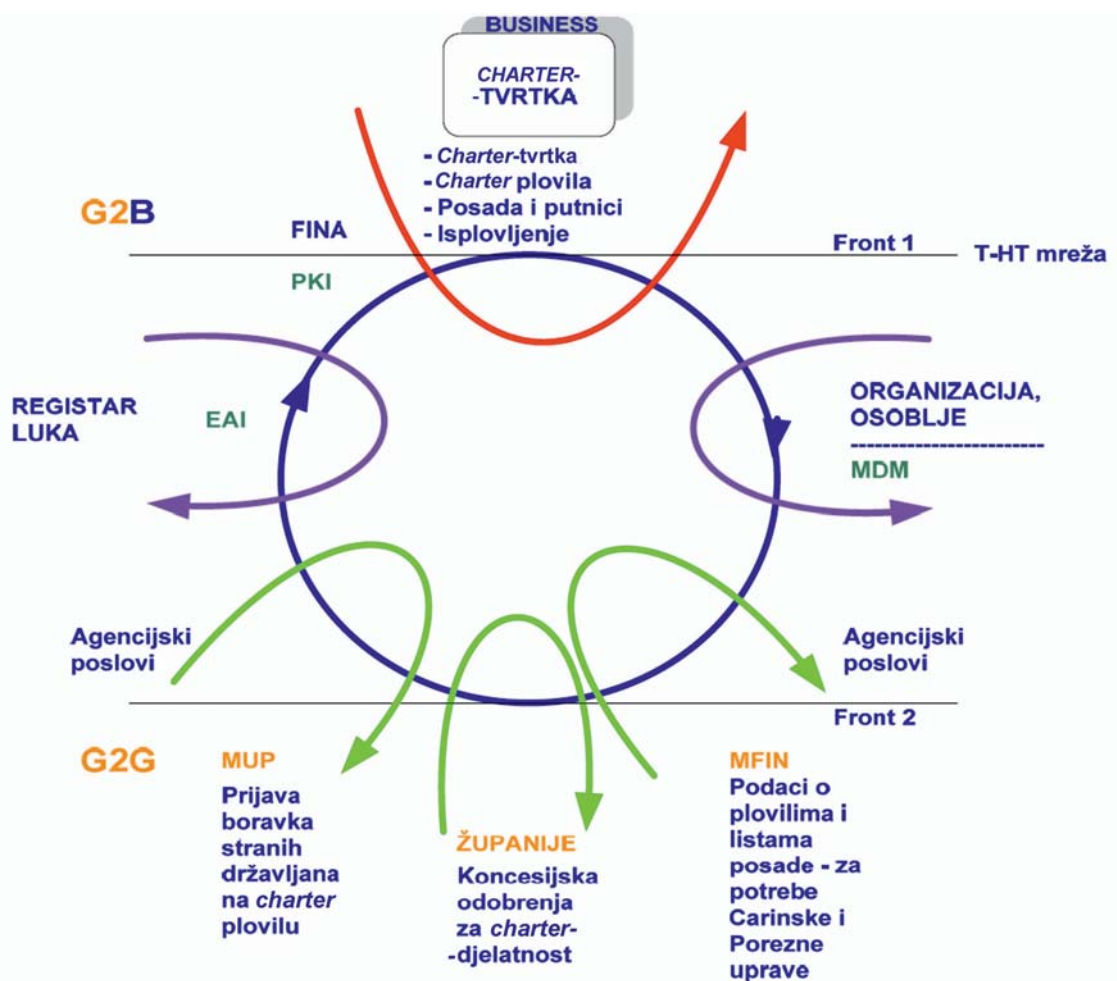 BUSINESS
CHARTER-
-TVRTKA
- Charter-tvrtka
- Charter plovila
- Posada i putnici
- Isplovljenje
G2B
FINA
Front 1
T-HT mreža
PKI
REGISTAR
LUKA
EAI
ORGANIZACIJA,
OSOBLJE
------------------------
MDM
Agencijski
poslovi
Agencijski
poslovi
Front 2
G2G
MUP
Prijava
boravka
stranih
državljana
na charter
plovilu
ŽUPANIJE
Koncesijska
odobrenja
za charter-
-djelatnost
MFIN
Podaci o
plovilima i
listama
posade - za
potrebe
Carinske i
Porezne
uprave